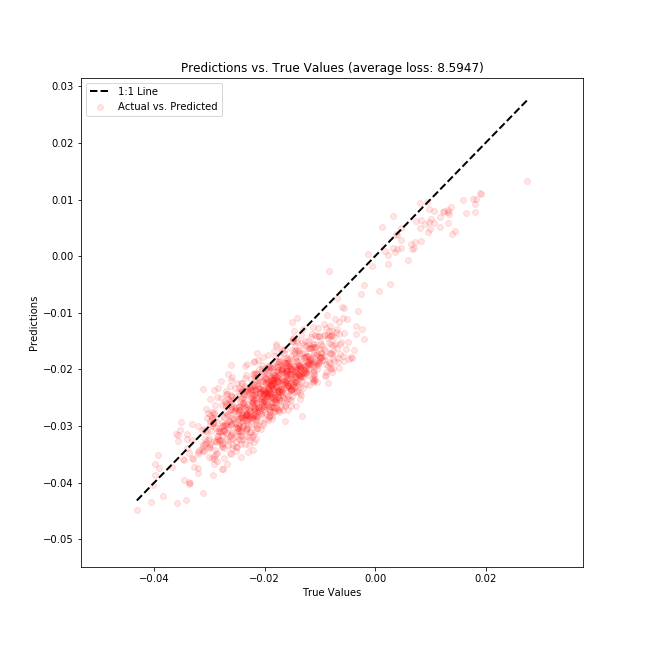 Predictions vs. True Values (average loss: 8.5947)
1:1 Line
Actual vs. Predicted
0.03
0.02
0.01
0.00
−0.01
−0.02
−0.03
−0.04
−0.05
Predictions
−0.04 −0.02 0.00 0.02
True Values